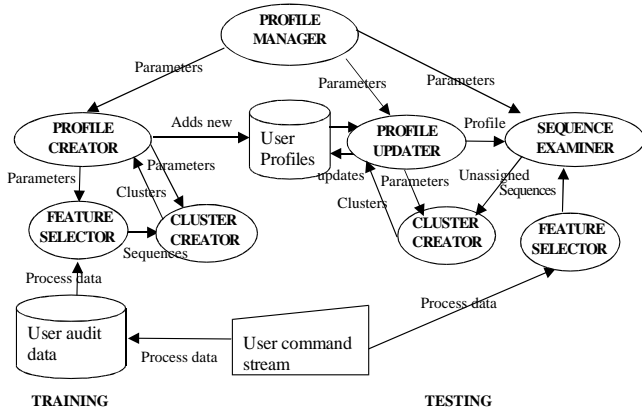 PROFILE
MANAGER
Parameters
Parameters
Parameters
Adds new
Profile
PROFILE
CREATOR
User
Profiles
PROFILE
UPDATER
SEQUENCE
EXAMINER
Parameters
Parameters
Clusters
updates
Parameters
Clusters
Unassigned
Sequences
FEATURE
SELECTOR
CLUSTER
CREATOR
Sequences
CLUSTER
CREATOR
FEATURE
SELECTOR
Process data
Process data
User audit
data
Process data
User command
stream
TRAINING
TESTING